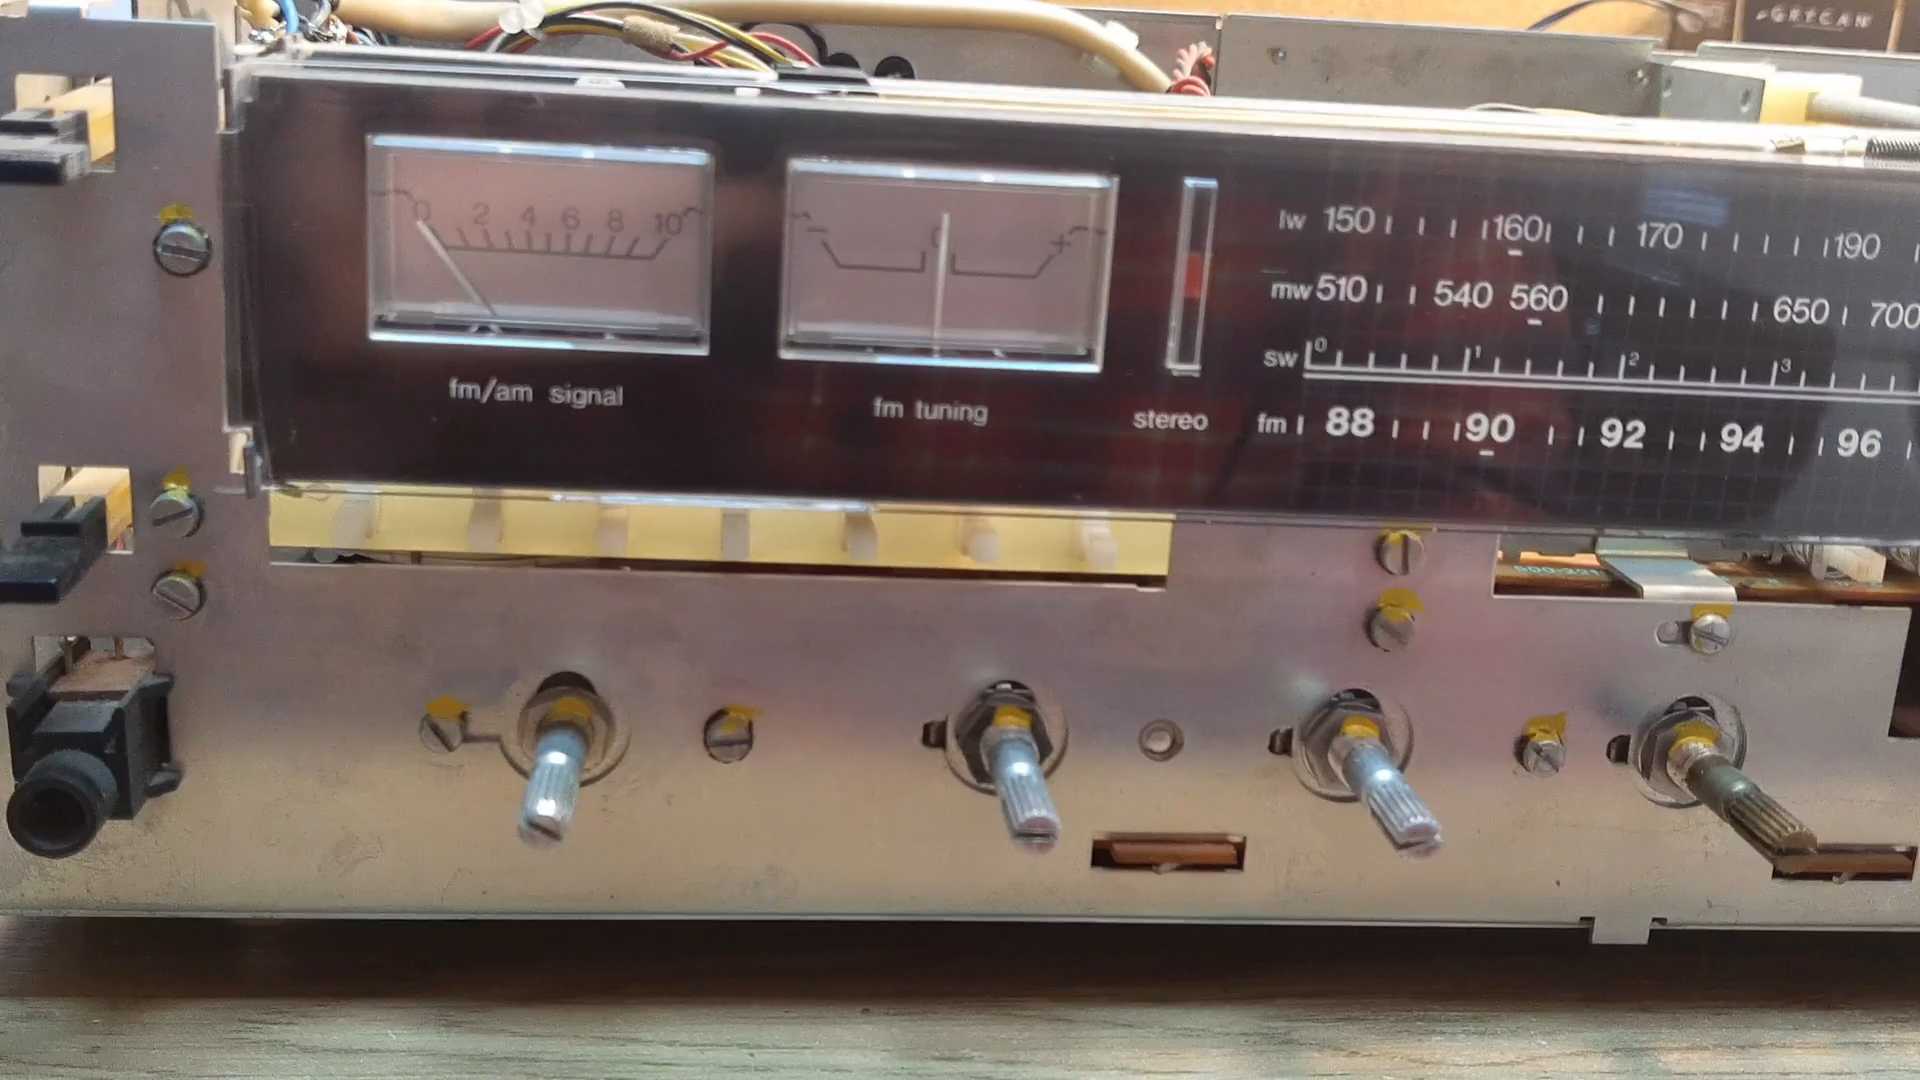 GRYCAN
0 2 4 6 8 10
fm/am signal
- 0 +
fm tuning
stereo
lw 150 160 170 190
mw 510 540 560 650 700
sw 0 1 2 3
fm 88 90 92 94 96